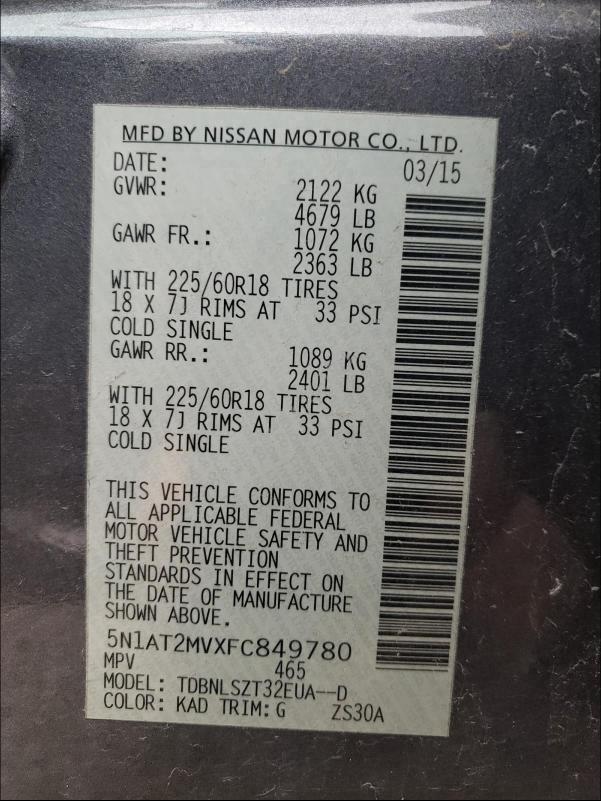 MFD BY NISSAN MOTOR CO., LTD.
DATE: 03/15
GVWR: 2122 KG
4679 LB
GAWR FR.: 1072 KG
2363 LB
WITH 225/60R18 TIRES
18 X 7J RIMS AT 33 PSI
COLD SINGLE
GAWR RR.: 1089 KG
2401 LB
WITH 225/60R18 TIRES
18 X 7J RIMS AT 33 PSI
COLD SINGLE
THIS VEHICLE CONFORMS TO
ALL APPLICABLE FEDERAL
MOTOR VEHICLE SAFETY AND
THEFT PREVENTION
STANDARDS IN EFFECT ON
THE DATE OF MANUFACTURE
SHOWN ABOVE.
5N1AT2MVXFC849780
MPV 465
MODEL: TDBNLSZT32EUA--D
COLOR: KAD TRIM: G ZS30A